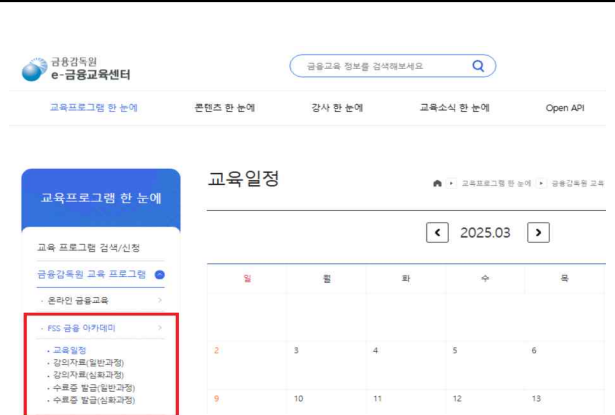 금융감독원
e-금융교육센터
금융교육 정보를 검색해보세요
교육프로그램 한 눈에
콘텐츠 한 눈에
강사 한 눈에
교육소식 한 눈에
Open API
교육프로그램 한 눈에
교육 프로그램 검색/신청
금융감독원 교육 프로그램
· 온라인 금융교육
· FSS 금융 아카데미
• 교육일정
• 강의자료(일반과정)
• 강의자료(심화과정)
• 수료증 발급(일반과정)
• 수료증 발급(심화과정)
교육일정
교육프로그램 한 눈에 금융감독원 교육
2025.03
일 월 화 수 목
2 3 4 5 6
9 10 11 12 13